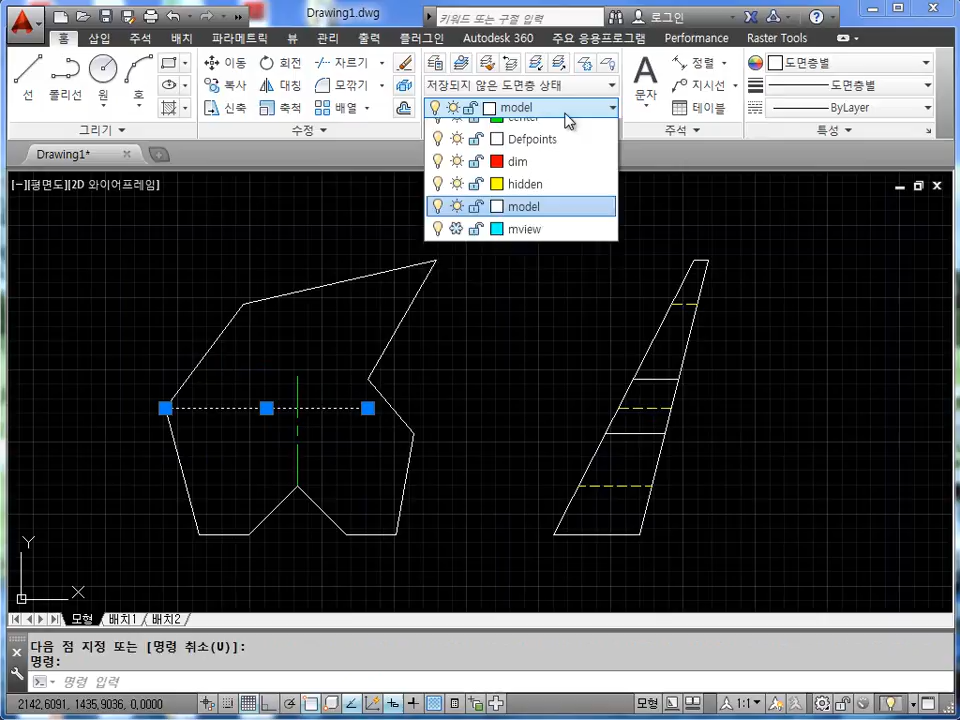 Drawing1.dwg
키워드 또는 구절 입력
로그인
홈 삽입 주석 배치 파라메트릭 뷰 관리 출력 플러그인 Autodesk 360 주요 응용프로그램 Performance Raster Tools
선 폴리선 원 호
이동 회전 자르기
복사 대칭 모깎기
신축 축척 배열
저장되지 않은 도면층 상태
model
문자
정렬
지시선
테이블
도면층별
도면층별
ByLayer
그리기 수정 주석 특성
Drawing1*
center
Defpoints
dim
hidden
model
mview
[−]평면도][2D 와이어프레임]
Y
X
모형 배치1 배치2
다음 점 지정 또는 [명령 취소(U)]:
명령:
명령 입력
2142,6091, 1435,9036, 0,0000
모형
1:1